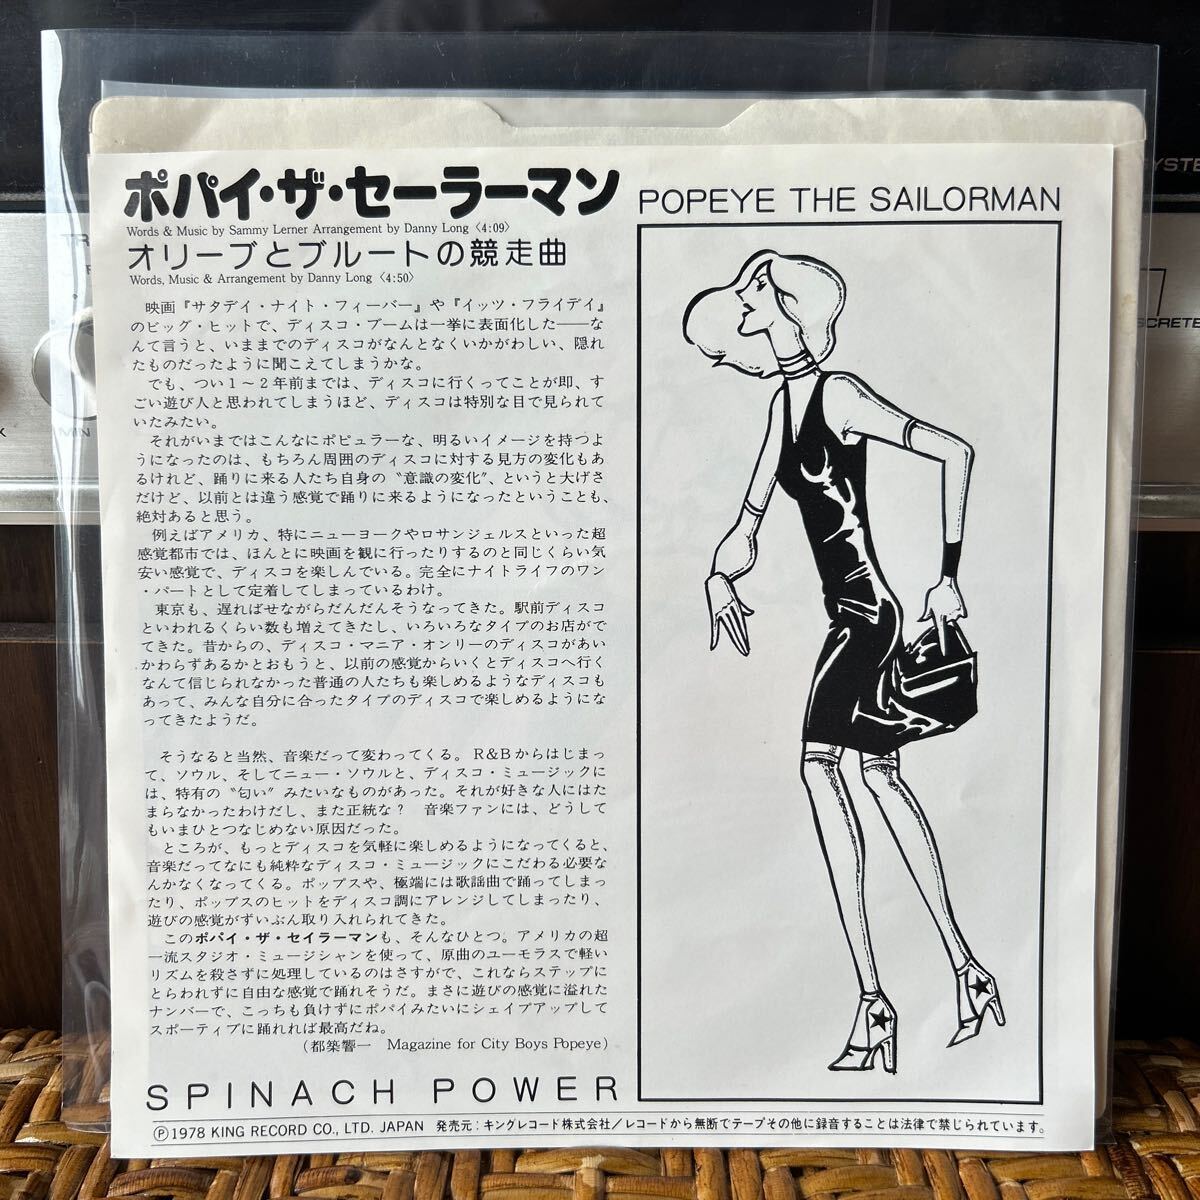 ポパイ・ザ・セーラーマン
Words & Music by Sammy Lerner Arrangement by Danny Long〈4:09〉
オリーブとブルートの競走曲
Words, Music & Arrangement by Danny Long〈4:50〉
POPEYE THE SAILORMAN
映画『サタデイ・ナイト・フィーバー』や『イッツ・フライデイ』
のビッグ・ヒットで、ディスコ・ブームは一挙に表面化した――な
んて言うと、いままでのディスコがなんとなくいかがわしい、隠れ
たものだったように聞こえてしまうかな。
でも、つい1〜2年前までは、ディスコに行くってことが即、す
ごい遊び人と思われてしまうほど、ディスコは特別な目で見られて
いたみたい。
それがいまではこんなにポピュラーな、明るいイメージを持つよ
うになったのは、もちろん周囲のディスコに対する見方の変化もあ
るけれど、踊りに来る人たち自身の〝意識の変化〟、というと大げさ
だけど、以前とは違う感覚で踊りに来るようになったということも、
絶対あると思う。
例えばアメリカ、特にニューヨークやロサンジェルスといった超
感覚都市では、ほんとに映画を観に行ったりするのと同じくらい気
安い感覚で、ディスコを楽しんでいる。完全にナイトライフのワン
・パートとして定着してしまっているわけ。
東京も、遅ればせながらだんだんそうなってきた。駅前ディスコ
といわれるくらい数も増えてきたし、いろいろなタイプのお店がで
てきた。昔からの、ディスコ・マニア・オンリーのディスコがあい
かわらずあるかとおもうと、以前の感覚からいくとディスコへ行く
なんて信じられなかった普通の人たちも楽しめるようなディスコも
あって、みんな自分に合ったタイプのディスコで楽しめるようにな
ってきたようだ。
そうなると当然、音楽だって変わってくる。R&Bからはじまっ
て、ソウル、そしてニュー・ソウルと、ディスコ・ミュージックに
は、特有の〝匂い〟みたいなものがあった。それが好きな人にはた
まらなかったわけだし、また正統な? 音楽ファンには、どうして
もいまひとつなじめない原因だった。
ところが、もっとディスコを気軽に楽しめるようになってくると、
音楽だってなにも純粋なディスコ・ミュージックにこだわる必要な
んかなくなってくる。ポップスや、極端には歌謡曲で踊ってしまっ
たり、ポップスのヒットをディスコ調にアレンジしてしまったり、
遊びの感覚がずいぶん取り入れられてきた。
このポパイ・ザ・セイラーマンも、そんなひとつ。アメリカの超
一流スタジオ・ミュージシャンを使って、原曲のユーモラスで軽い
リズムを殺さずに処理しているのはさすがで、これならステップに
とらわれずに自由な感覚で踊れそうだ。まさに遊びの感覚に溢れた
ナンバーで、こっちも負けずにポパイみたいにシェイプアップして
スポーティブに踊れれば最高だね。
(都築響一 Magazine for City Boys Popeye)
SPINACH POWER
Ⓟ1978 KING RECORD CO., LTD. JAPAN 発売元：キングレコード株式会社/レコードから無断でテープその他に録音することは法律で禁じられています。
MIN